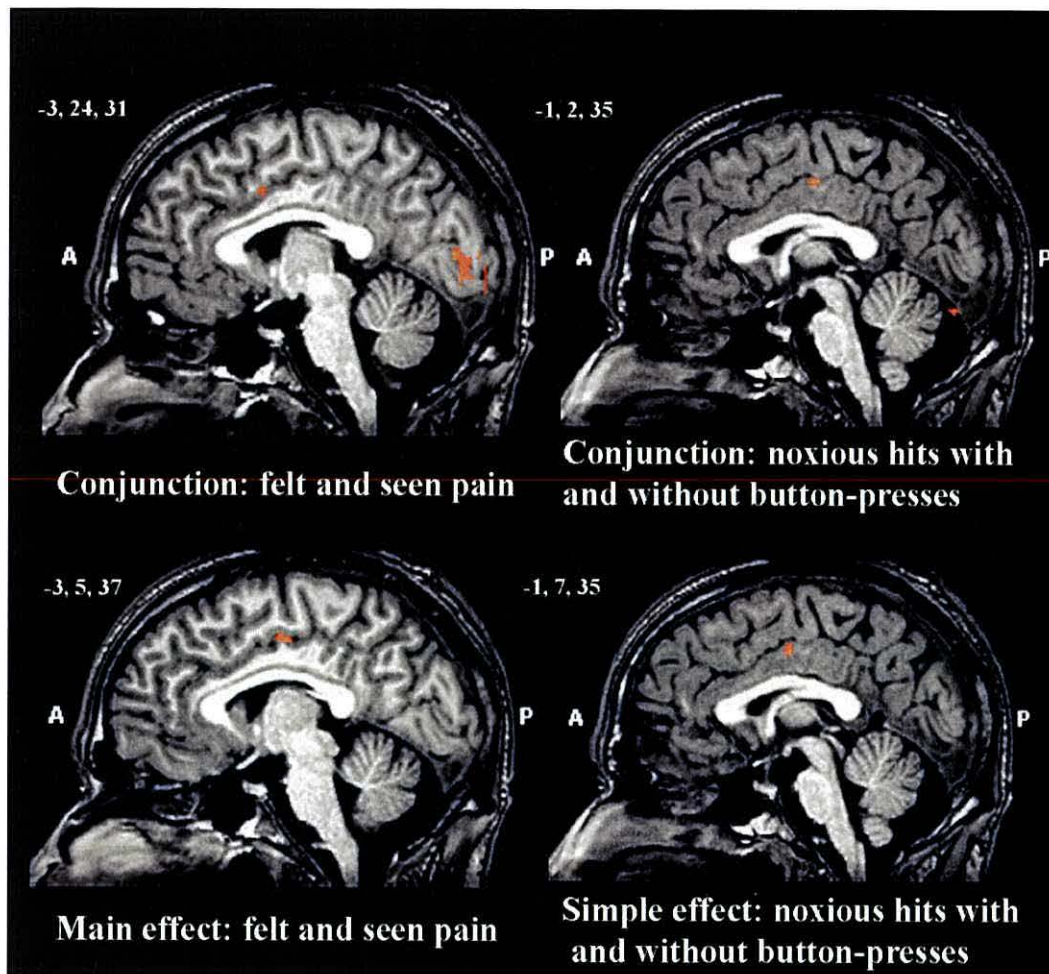 -3, 24, 31
-1, 2, 35
A
P
A
P
Conjunction: felt and seen pain
Conjunction: noxious hits with
and without button-presses
-3, 5, 37
-1, 7, 35
A
P
A
P
Main effect: felt and seen pain
Simple effect: noxious hits with
and without button-presses